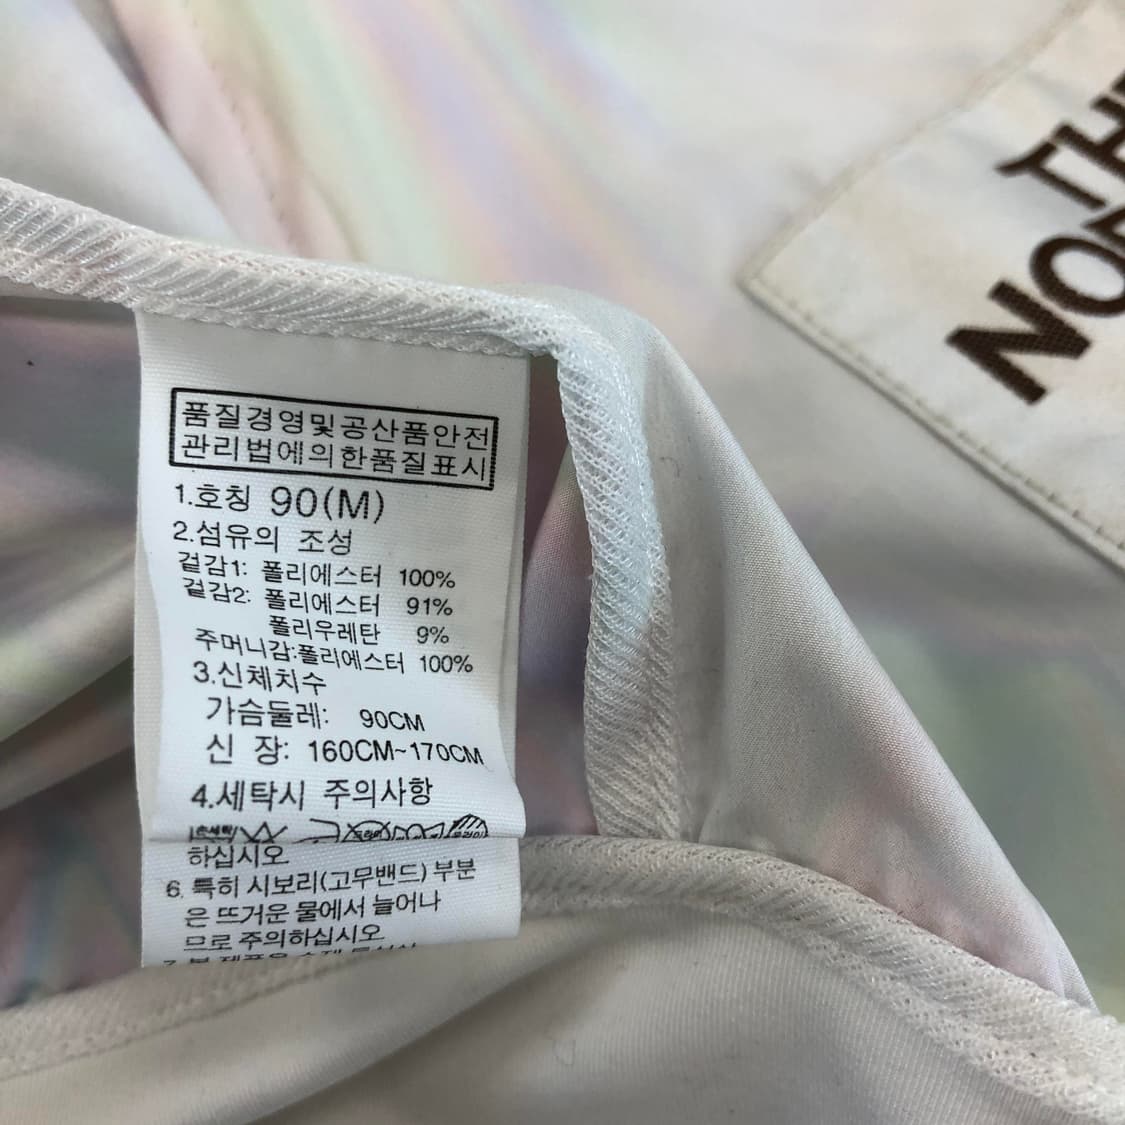 THE
NO
품질경영및공산품안전
관리법에의한품질표시
1.호칭 90(M)
2.섬유의 조성
겉감1: 폴리에스터 100%
겉감2: 폴리에스터 91%
폴리우레탄 9%
주머니감:폴리에스터 100%
3.신체치수
가슴둘레: 90CM
신 장: 160CM~170CM
4.세탁시 주의사항
하십시오
6. 특히 시보리(고무밴드) 부분
은 뜨거운 물에서 늘어나
므로 주의하십시오